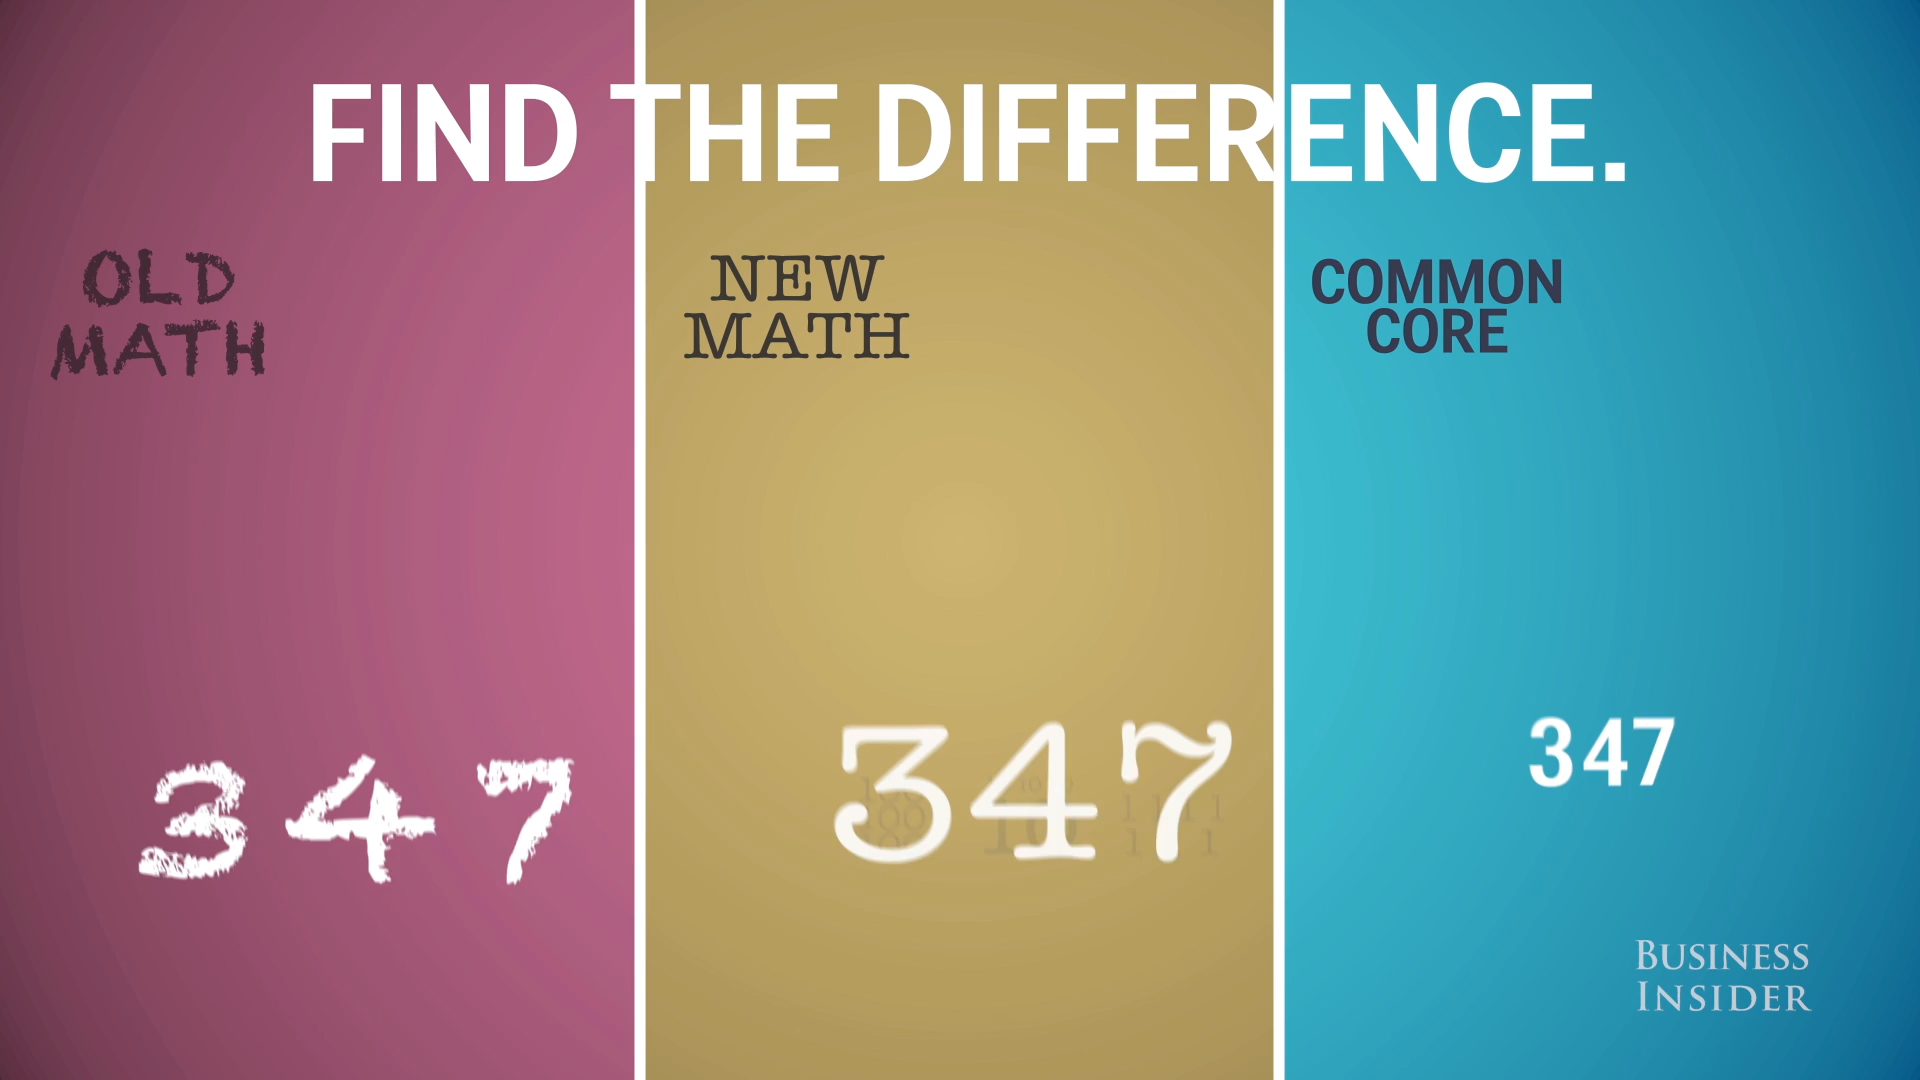 FIND THE DIFFERENCE.
OLD
MATH
NEW
MATH
COMMON
CORE
347
347
347
BUSINESS
INSIDER